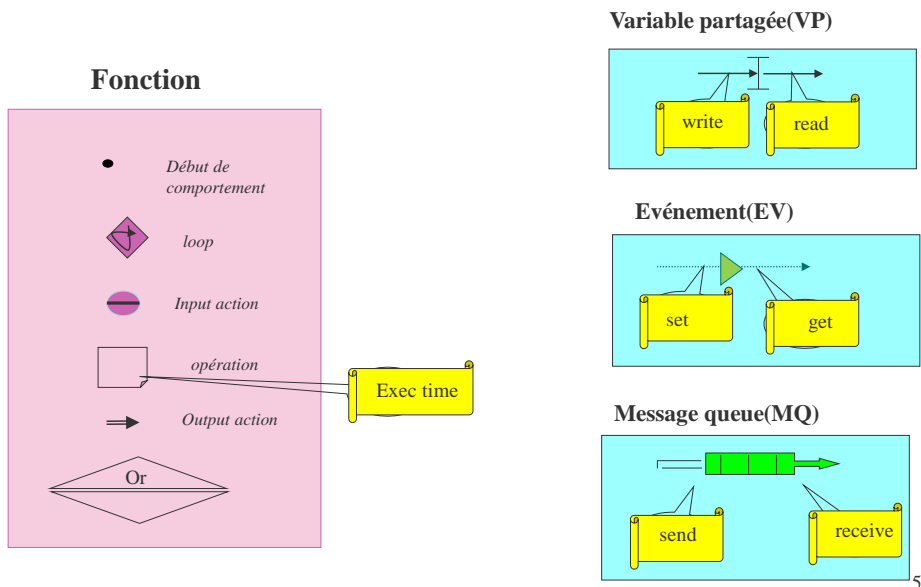 Fonction
Début de
comportement
loop
Input action
opération
Exec time
Output action
Or
Variable partagée(VP)
write
read
Evénement(EV)
set
get
Message queue(MQ)
send
receive
5